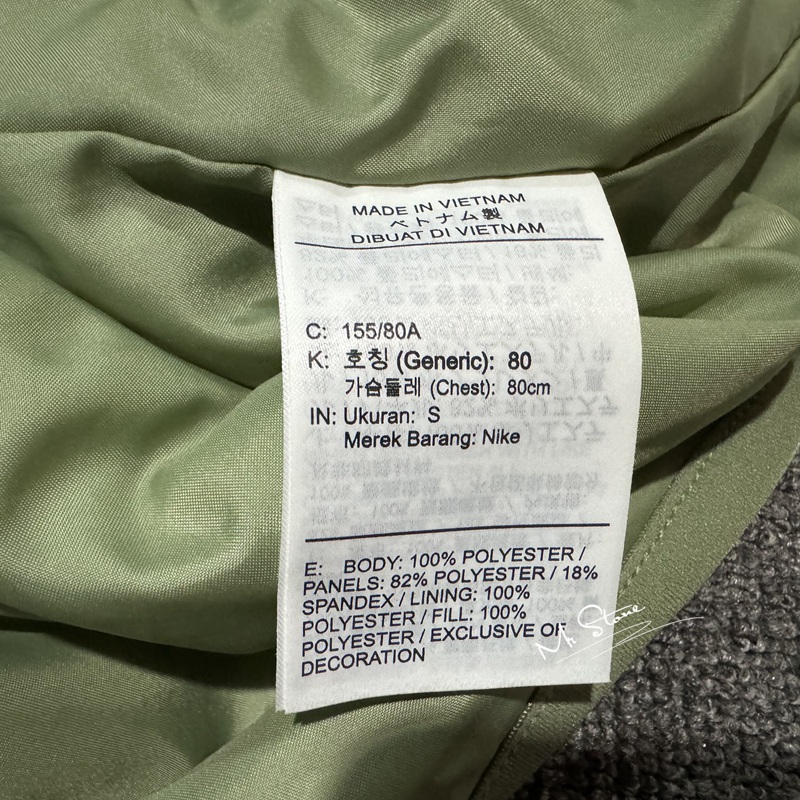 MADE IN VIETNAM
ベトナム製
DIBUAT DI VIETNAM
C: 155/80A
K: 호칭 (Generic): 80
가슴둘레 (Chest): 80cm
IN: Ukuran: S
Merek Barang: Nike
E: BODY: 100% POLYESTER /
PANELS: 82% POLYESTER / 18%
SPANDEX / LINING: 100%
POLYESTER / FILL: 100%
POLYESTER / EXCLUSIVE OF
DECORATION
Mr Stone